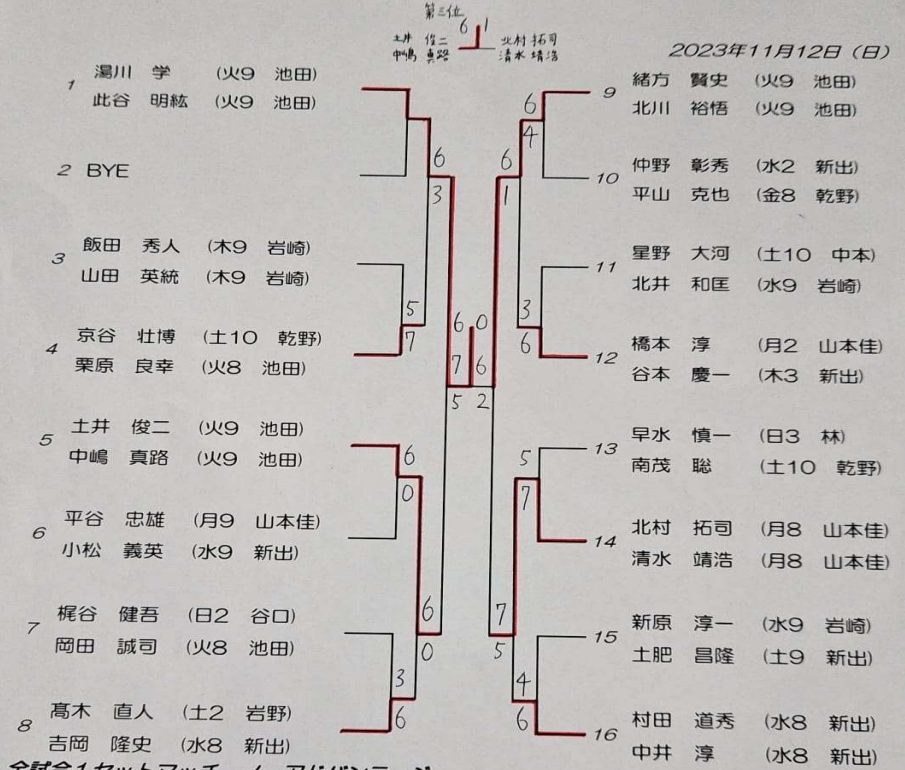 第三位
6 1
土井 俊二
中嶋 真路
北村 拓司
清水 靖浩
2023年11月12日（日）
1 湯川 学 (火9 池田)
此谷 明紘 (火9 池田)
2 BYE
3 飯田 秀人 (木9 岩崎)
山田 英統 (木9 岩崎)
4 京谷 壮博 (土10 乾野)
栗原 良幸 (火8 池田)
5 土井 俊二 (火9 池田)
中嶋 真路 (火9 池田)
6 平谷 忠雄 (月9 山本佳)
小松 義英 (水9 新出)
7 梶谷 健吾 (日2 谷口)
岡田 誠司 (火8 池田)
8 髙木 直人 (土2 岩野)
吉岡 隆史 (水8 新出)
6
3
5
7
6
0
6
0
3
6
6 0
7 6
5 2
6
4
6
1
3
6
5
7
7
5
4
6
9 緒方 賢史 (火9 池田)
北川 裕悟 (火9 池田)
10 仲野 彰秀 (水2 新出)
平山 克也 (金8 乾野)
11 星野 大河 (土10 中本)
北井 和匡 (水9 岩崎)
12 橋本 淳 (月2 山本佳)
谷本 慶一 (木3 新出)
13 早水 慎一 (日3 林)
南茂 聡 (土10 乾野)
14 北村 拓司 (月8 山本佳)
清水 靖浩 (月8 山本佳)
15 新原 淳一 (水9 岩崎)
土肥 昌隆 (土9 新出)
16 村田 道秀 (水8 新出)
中井 淳 (水8 新出)